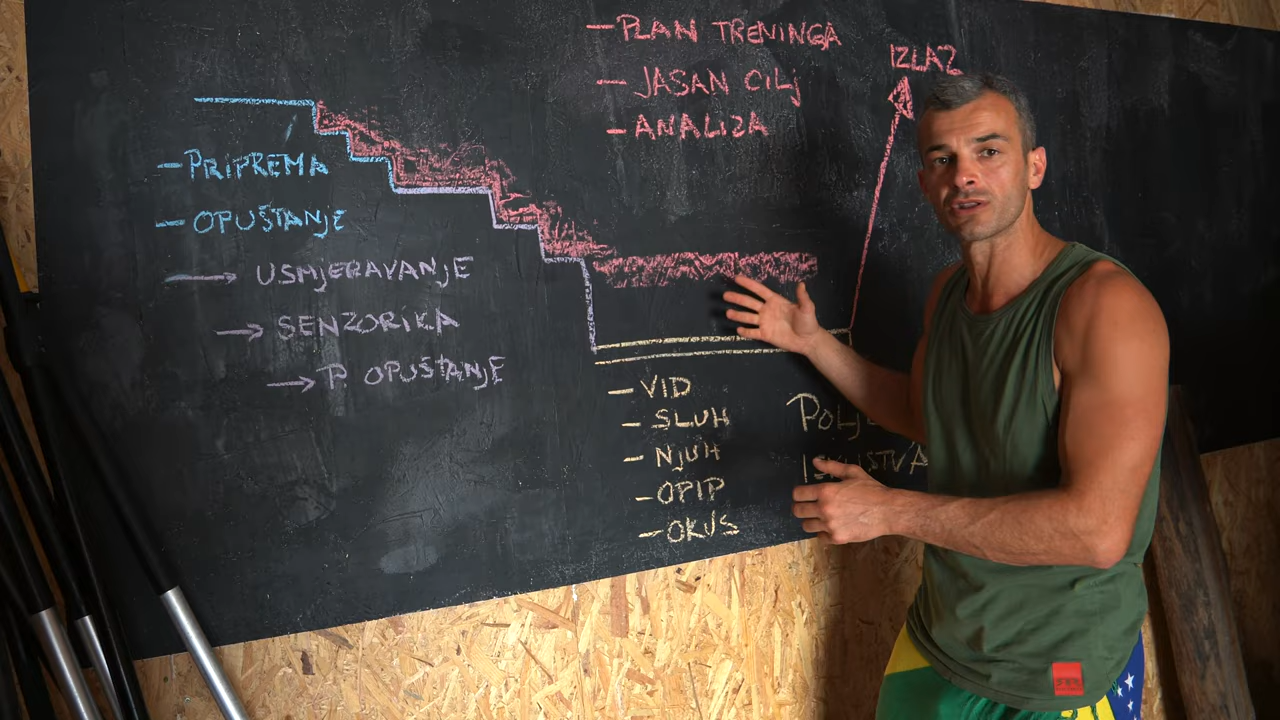 - PLAN TRENINGA
- JASAN CILJ
- ANALIZA
IZLAZ
- PRIPREMA
- OPUŠTANJE
→ USMJERAVANJE
→ SENZORIKA
→ P. OPUŠTANJE
- VID
- SLUH
- NJUH
- OPIP
- OKUS